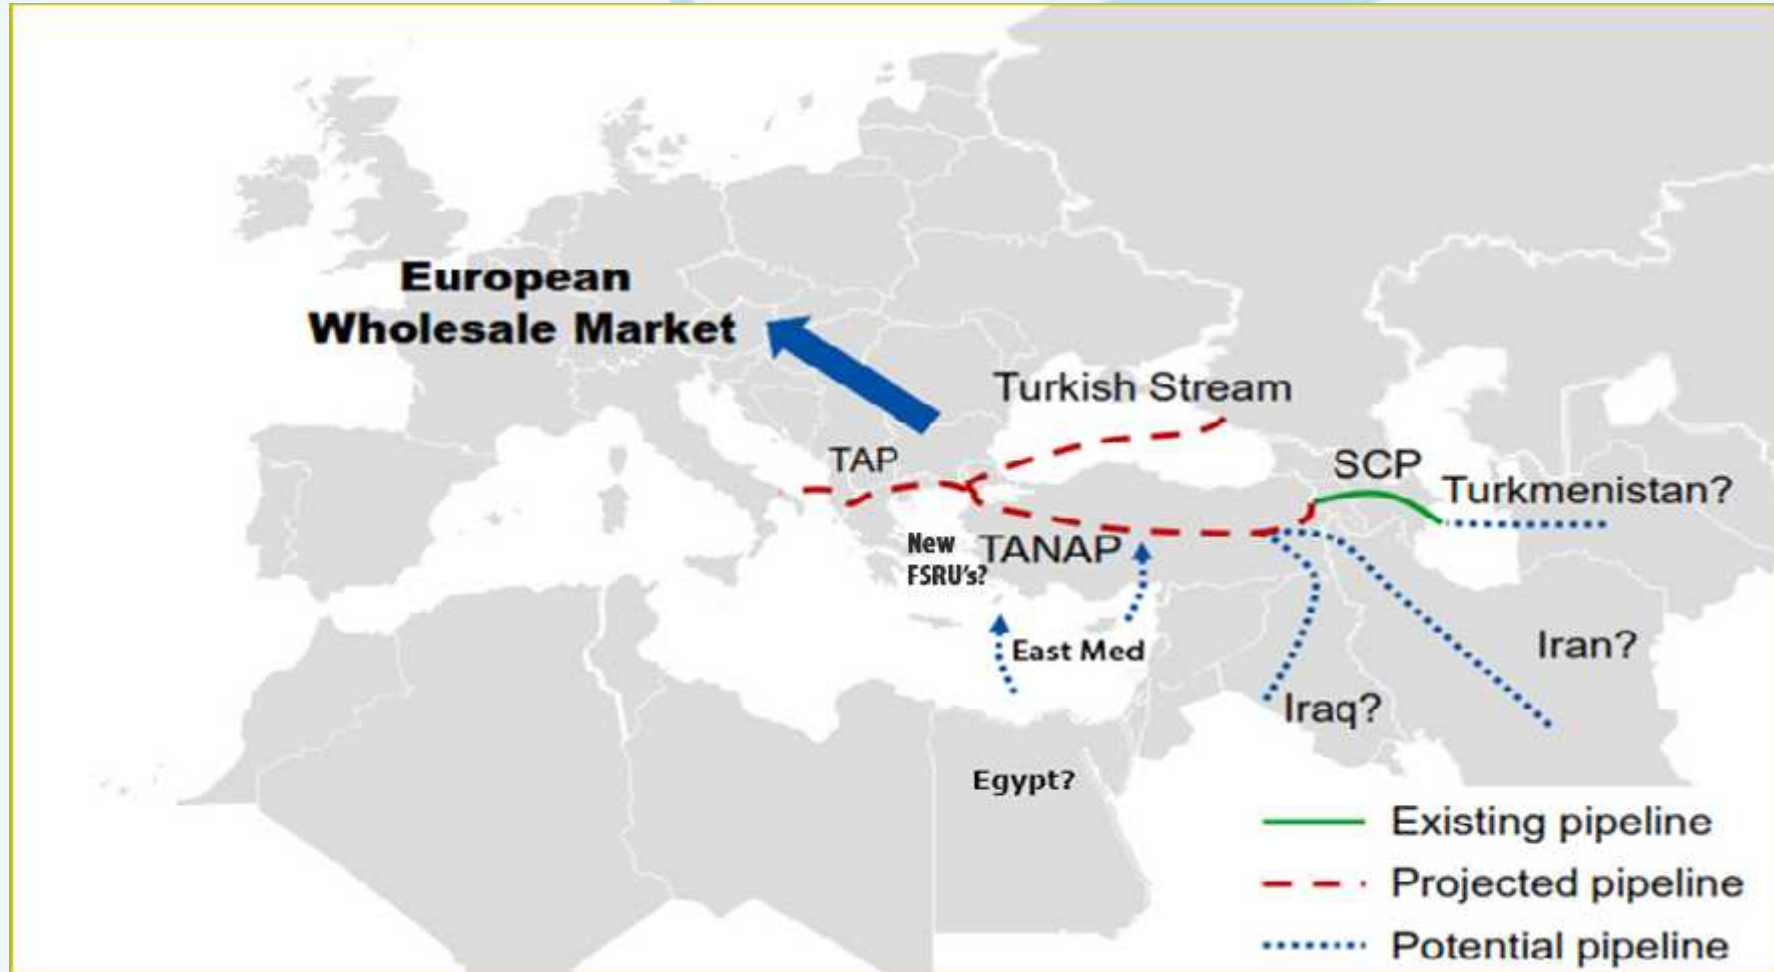 European
Wholesale Market
Turkish Stream
TAP
SCP
Turkmenistan?
New
FSRU's?
TANAP
East Med
Iran?
Iraq?
Egypt?
Existing pipeline
Projected pipeline
Potential pipeline